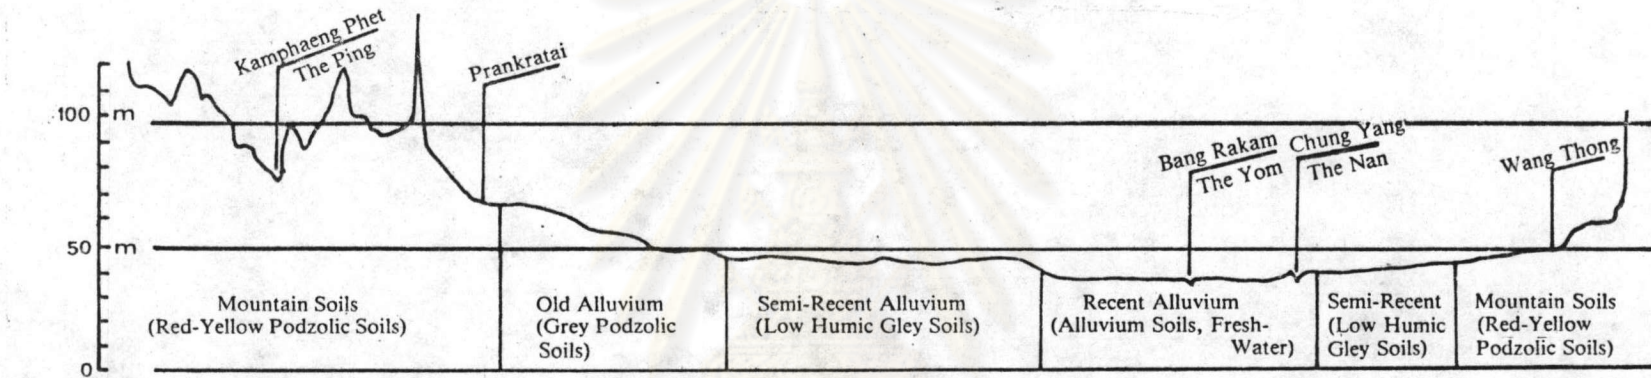 Kamphaeng Phet
The Ping
Prankratai
100 m
Bang Rakam
The Yom
Chung Yang
The Nan
Wang Thong
50 m
Mountain Soils
(Red-Yellow Podzolic Soils)
Old Alluvium
(Grey Podzolic
Soils)
Semi-Recent Alluvium
(Low Humic Gley Soils)
Recent Alluvium
(Alluvium Soils, Fresh-
Water)
Semi-Recent
(Low Humic
Gley Soils)
Mountain Soils
(Red-Yellow
Podzolic Soils)
0